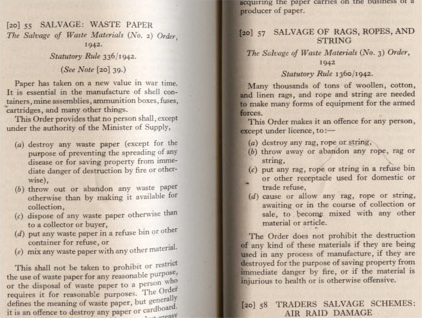 [20] 55 SALVAGE: WASTE PAPER
The Salvage of Waste Materials (No. 2) Order,
1942.
Statutory Rule 336/1942.
(See Note [20] 39.)
Paper has taken a new value in war time.
It is essential in the manufacture of shell con-
tainers, mine assemblies, ammunition boxes, fuses,
cartridges, and many other things.
This Order provides that no person shall, except
under the authority of the Minister of Supply,
(a) destroy any waste paper (except for the
purpose of preventing the spreading of any
disease or for saving property from imme-
diate danger of destruction by fire or other-
wise),
(b) throw out or abandon any waste paper
otherwise than by making it available for
collection,
(c) dispose of any waste paper otherwise than
to a collector or buyer,
(d) put any waste paper in a refuse bin or other
container for refuse, or
(e) mix any waste paper with any other material.
This shall not be taken to prohibit or restrict
the use of waste paper for any reasonable purpose,
or the disposal of waste paper to a person who
requires it for reasonable purposes. The Order
defines the meaning of waste paper, but generally
it is an offence to destroy any paper or cardboard.
acquiring the paper carries on the business of a
producer of paper.
[20] 57 SALVAGE OF RAGS, ROPES, AND
STRING
The Salvage of Waste Materials (No. 3) Order,
1942
Statutory Rule 1360/1942.
Many thousands of tons of woollen, cotton,
and linen rags, and rope and string are needed
to make many forms of equipment for the armed
forces.
This Order makes it an offence for any person,
except under licence, to:—
(a) destroy any rag, rope or string,
(b) throw away or abandon any rope, rag or
string,
(c) put any rag, rope or string in a refuse bin
or other receptacle used for domestic or
trade refuse,
(d) cause or allow any rag, rope or string,
awaiting or in the course of collection or
sale, to become mixed with any other
material or article.
The Order does not prohibit the destruction
of any kind of these materials if they are being
used in any process of manufacture, if they are
destroyed for the purpose of saving property from
immediate danger by fire, or if the material is
injurious to health or is otherwise offensive.
[20] 58 TRADERS SALVAGE SCHEMES:
AIR RAID DAMAGE